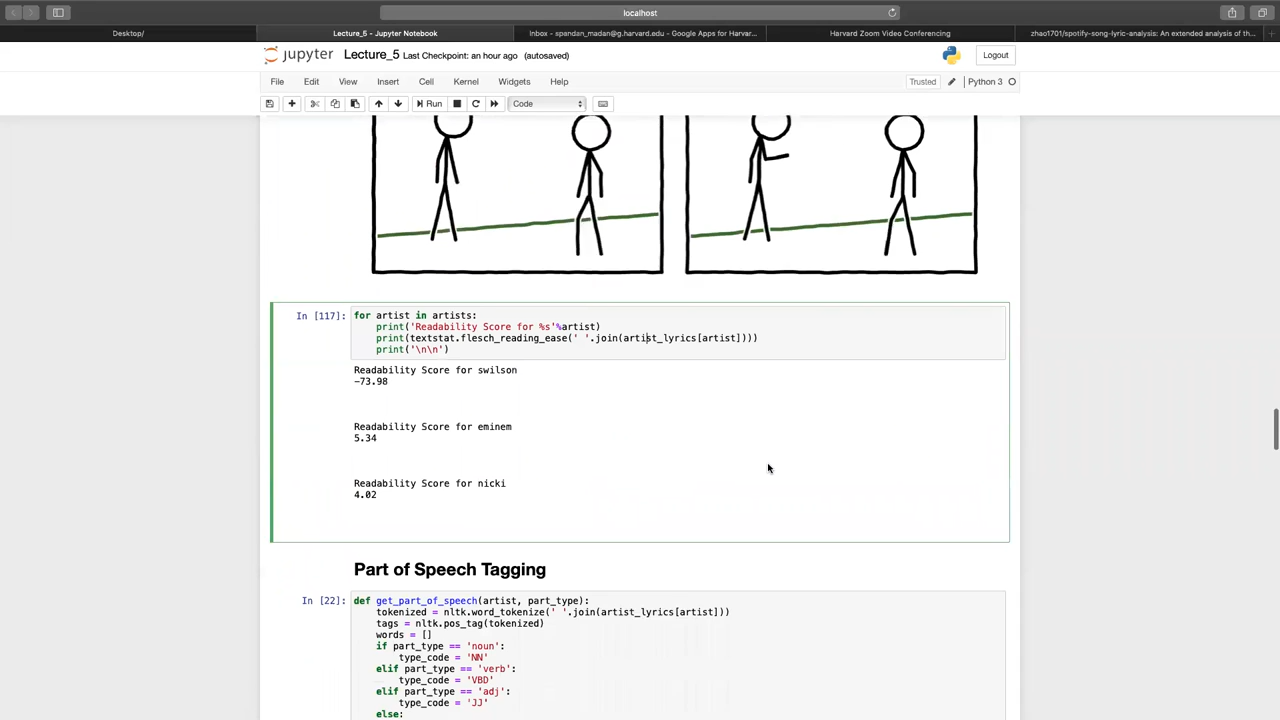 localhost
Desktop/
Lecture_5 - Jupyter Notebook
Inbox - spandan_madan@g.harvard.edu - Google Apps for Harvar...
Harvard Zoom Video Conferencing
zhao1701/spotify-song-lyric-analysis: An extended analysis of th...
jupyter Lecture_5 Last Checkpoint: an hour ago (autosaved)
Logout
File Edit View Insert Cell Kernel Widgets Help
Trusted Python 3
Run Code
In [117]: for artist in artists:
print('Readability Score for %s'%artist)
print(textstat.flesch_reading_ease(' '.join(artist_lyrics[artist])))
print('\n\n')
Readability Score for swilson
-73.98
Readability Score for eminem
5.34
Readability Score for nicki
4.02
Part of Speech Tagging
In [22]: def get_part_of_speech(artist, part_type):
tokenized = nltk.word_tokenize(' '.join(artist_lyrics[artist]))
tags = nltk.pos_tag(tokenized)
words = []
if part_type == 'noun':
type_code = 'NN'
elif part_type == 'verb':
type_code = 'VBD'
elif part_type == 'adj':
type_code = 'JJ'
else: